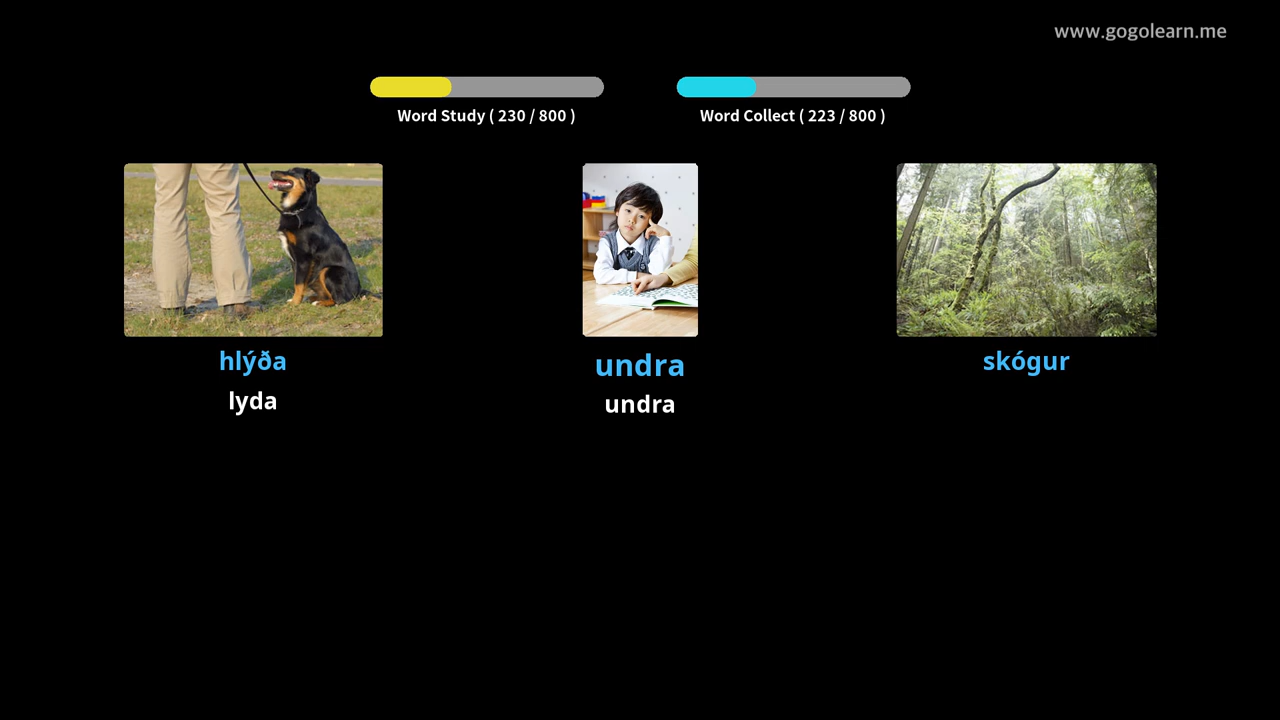 www.gogolearn.me
Word Study ( 230 / 800 )
Word Collect ( 223 / 800 )
hlýða
undra
skógur
lyda
undra